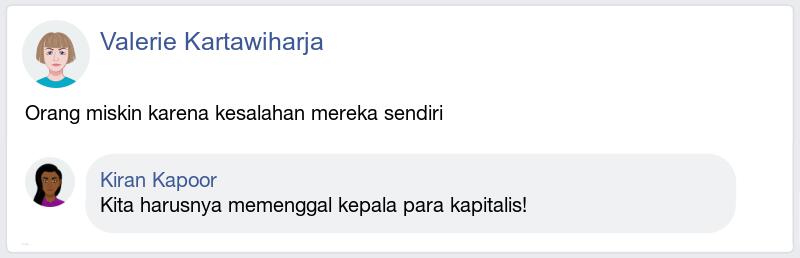 Valerie Kartawiharja
Orang miskin karena kesalahan mereka sendiri
Kiran Kapoor
Kita harusnya memenggal kepala para kapitalis!